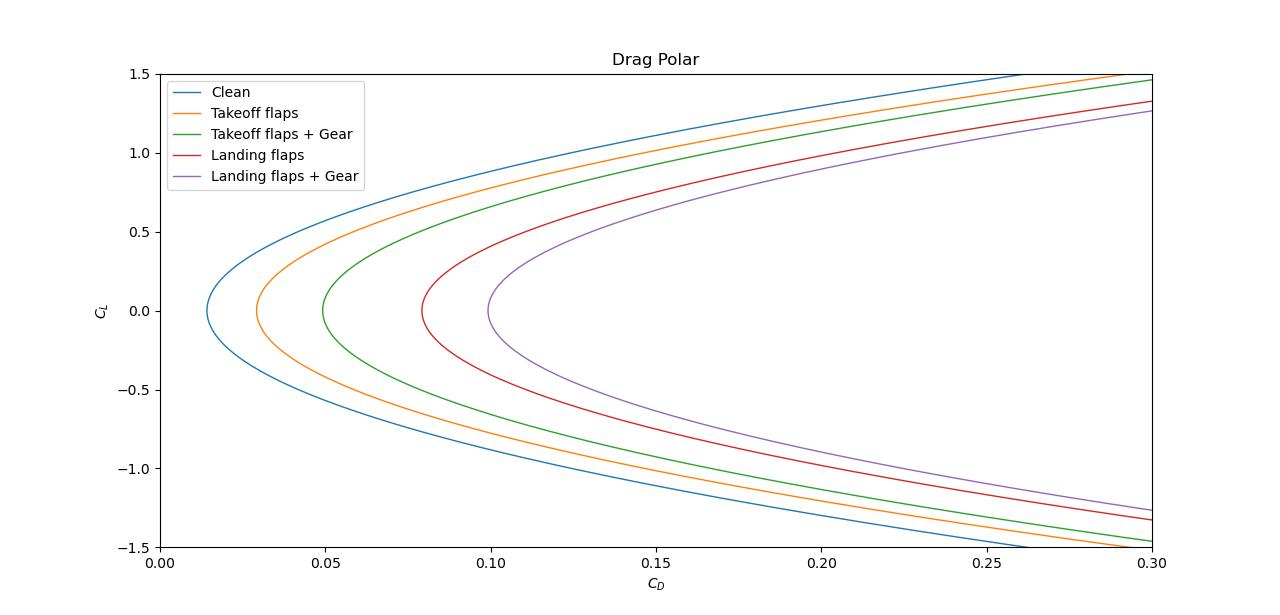 Drag Polar
1.5
1.0
0.5
0.0
−0.5
−1.0
−1.5
C_L
Clean
Takeoff flaps
Takeoff flaps + Gear
Landing flaps
Landing flaps + Gear
0.00 0.05 0.10 0.15 0.20 0.25 0.30
C_D